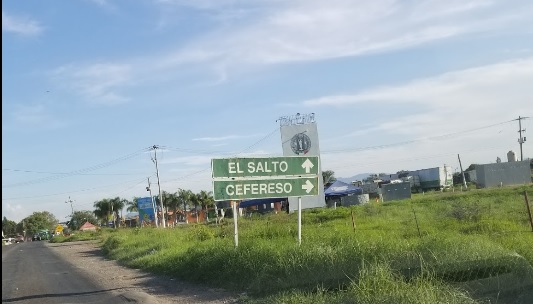 EL SALTO ↑
CEFERESO →